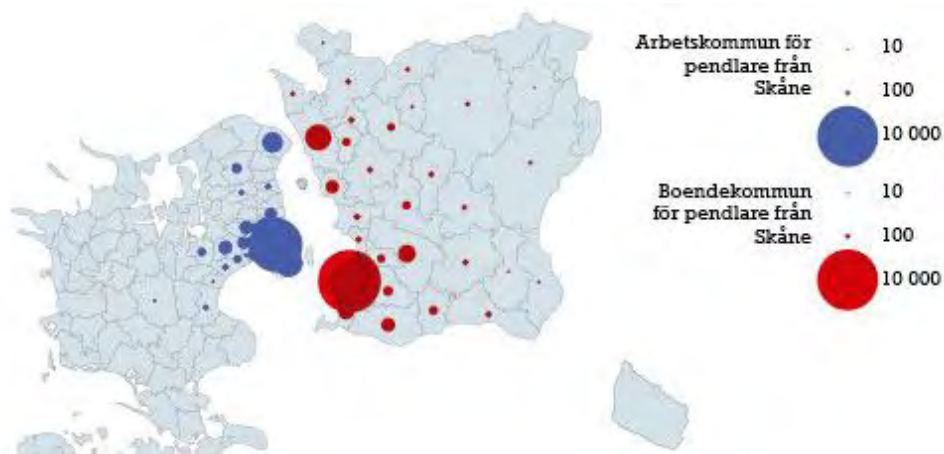 Arbetskommun för
pendlare från
Skåne
10
100
10 000
Boendekommun
för pendlare från
Skåne
10
100
10 000